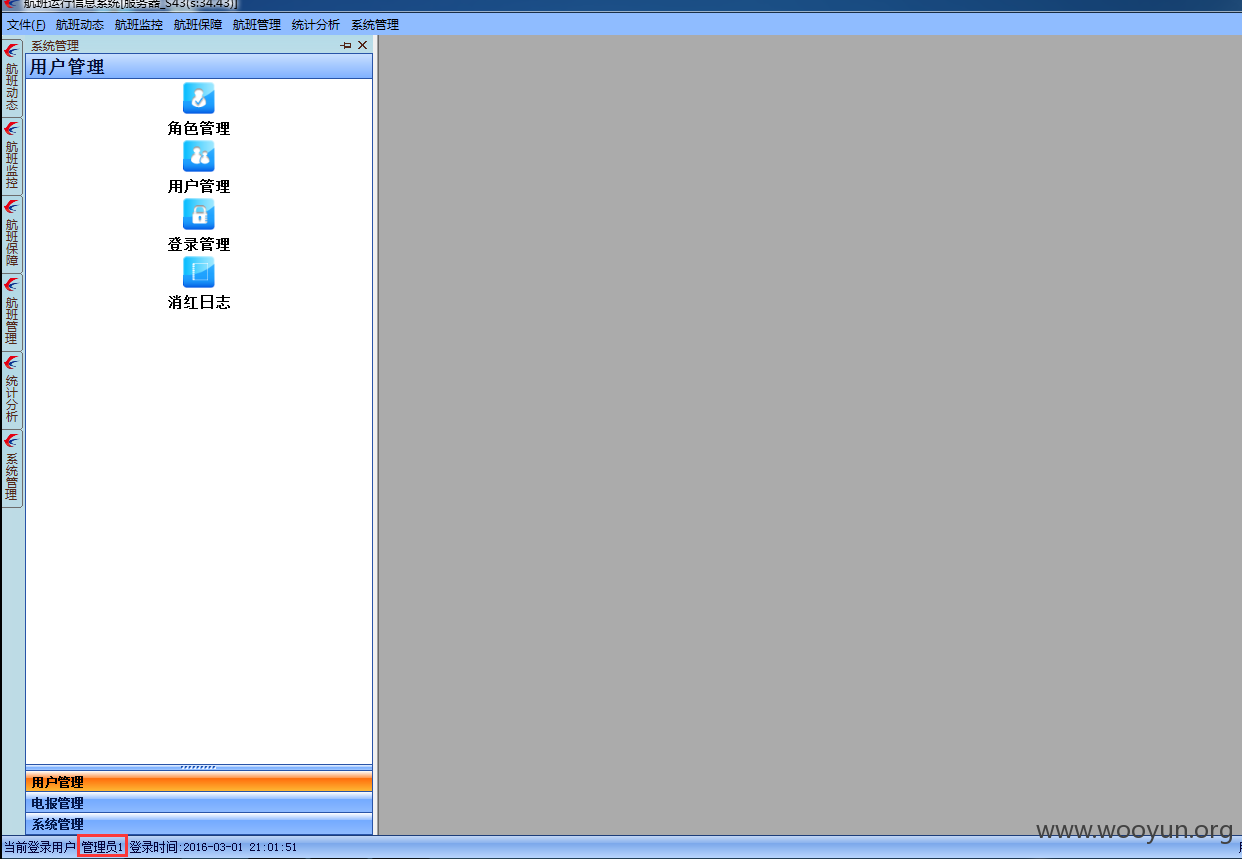 航班运行信息系统[服务器_S43(s:34.43)]
文件(F) 航班动态 航班监控 航班保障 航班管理 统计分析 系统管理
系统管理
用户管理
航班动态
航班监控
航班保障
航班管理
统计分析
系统管理
角色管理
用户管理
登录管理
消红日志
用户管理
电报管理
系统管理
www.wooyun.org
当前登录用户 管理员1 登录时间:2016-03-01 21:01:51